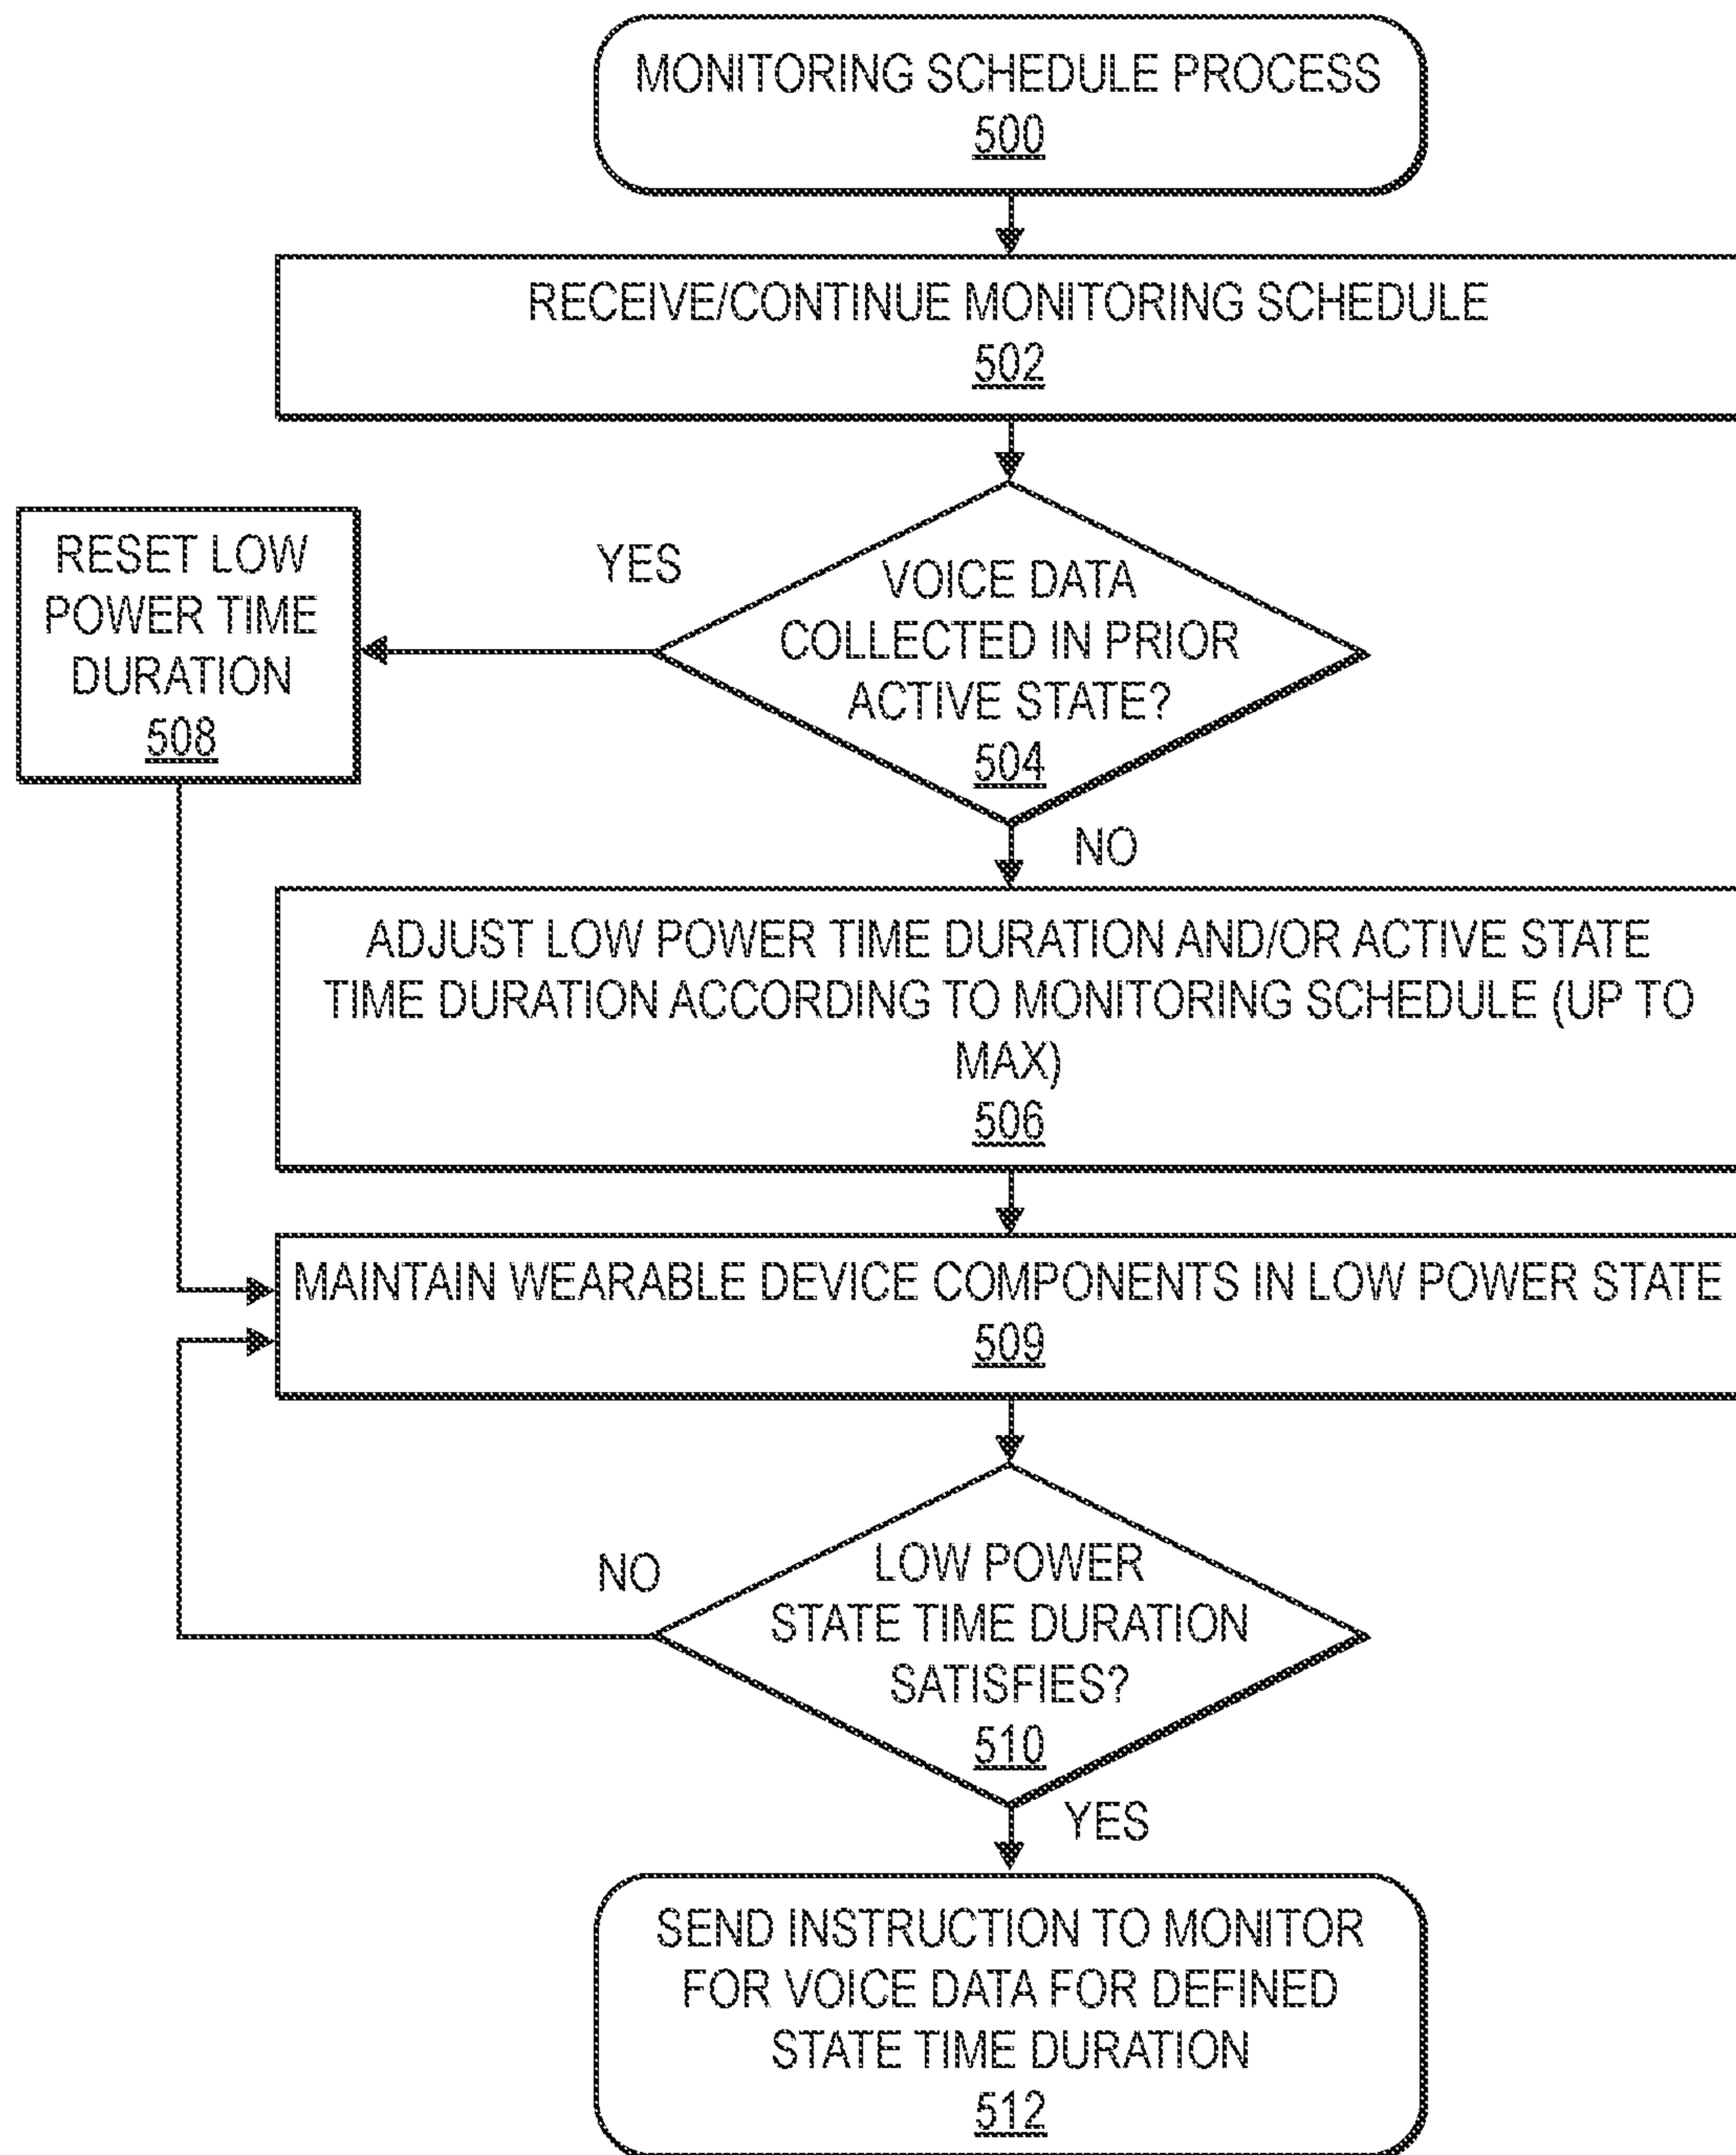 MONITORING SCHEDULE PROCESS
500
RECEIVE/CONTINUE MONITORING SCHEDULE
502
RESET LOW
POWER TIME
DURATION
508
YES
VOICE DATA
COLLECTED IN PRIOR
ACTIVE STATE?
504
NO
ADJUST LOW POWER TIME DURATION AND/OR ACTIVE STATE
TIME DURATION ACCORDING TO MONITORING SCHEDULE (UP TO
MAX)
506
MAINTAIN WEARABLE DEVICE COMPONENTS IN LOW POWER STATE
509
NO
LOW POWER
STATE TIME DURATION
SATISFIES?
510
YES
SEND INSTRUCTION TO MONITOR
FOR VOICE DATA FOR DEFINED
STATE TIME DURATION
512